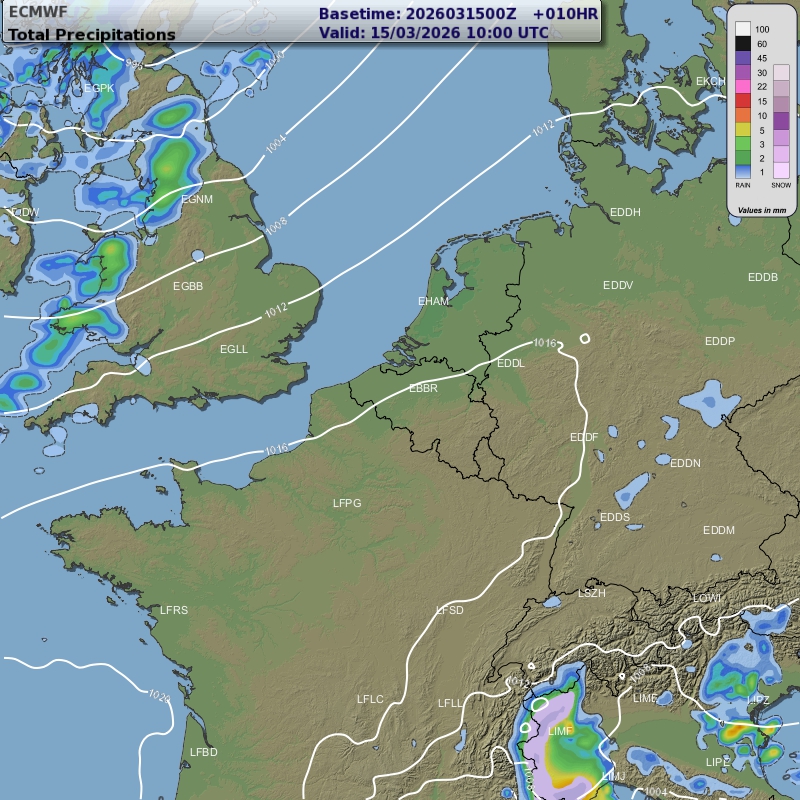 ECMWF
Basetime: 2026031500Z +010HR
Total Precipitations
Valid: 15/03/2026 10:00 UTC
100
60
45
30
22
15
10
5
3
2
1
RAIN
SNOW
Values in mm
EGPK
EKCH
1012
1004
EGNM
EDDH
1008
EGBB
EDDV
EDDB
EHAM
1012
EGLL
1016
EDDP
EDDL
EBBR
EDDF
1016
EDDN
LFPG
EDDS
EDDM
LSZH
LOWI
LFRS
LFSD
1008
1020
LFLC
LFLL
LIME
LIPZ
LIMF
LFBD
LIMJ
1008
1004